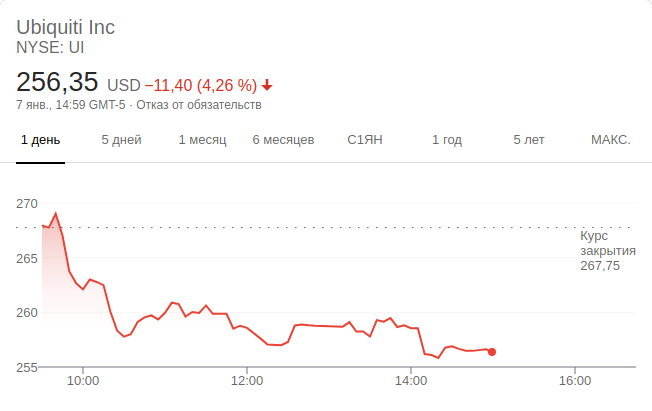 Ubiquiti Inc
NYSE: UI
256,35 USD −11,40 (4,26 %)
7 янв., 14:59 GMT-5 · Отказ от обязательств
1 день 5 дней 1 месяц 6 месяцев С1ЯН 1 год 5 лет МАКС.
270
Курс
закрытия
267,75
265
260
255
10:00 12:00 14:00 16:00